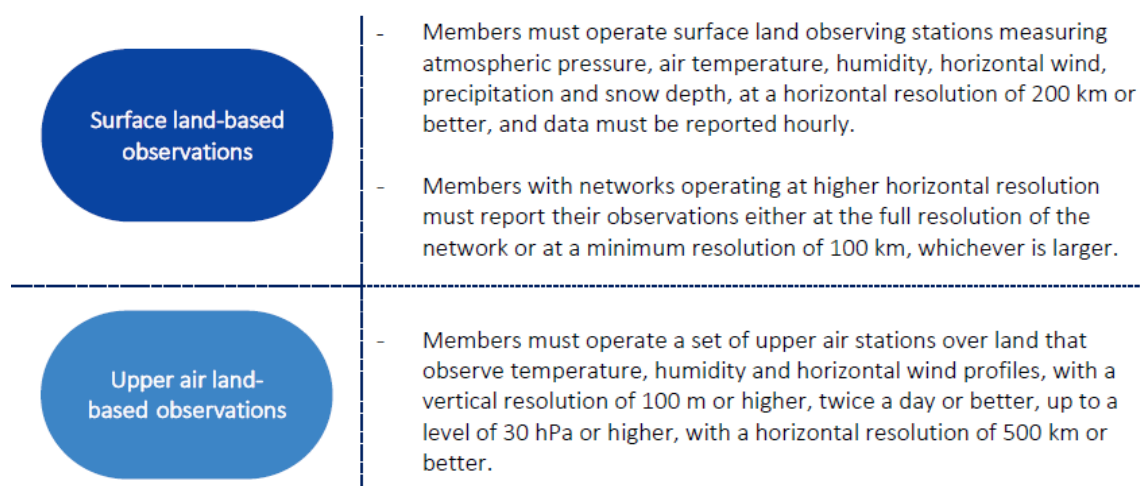 Surface land-based
observations
- Members must operate surface land observing stations measuring
atmospheric pressure, air temperature, humidity, horizontal wind,
precipitation and snow depth, at a horizontal resolution of 200 km or
better, and data must be reported hourly.
- Members with networks operating at higher horizontal resolution
must report their observations either at the full resolution of the
network or at a minimum resolution of 100 km, whichever is larger.
Upper air land-
based observations
- Members must operate a set of upper air stations over land that
observe temperature, humidity and horizontal wind profiles, with a
vertical resolution of 100 m or higher, twice a day or better, up to a
level of 30 hPa or higher, with a horizontal resolution of 500 km or
better.